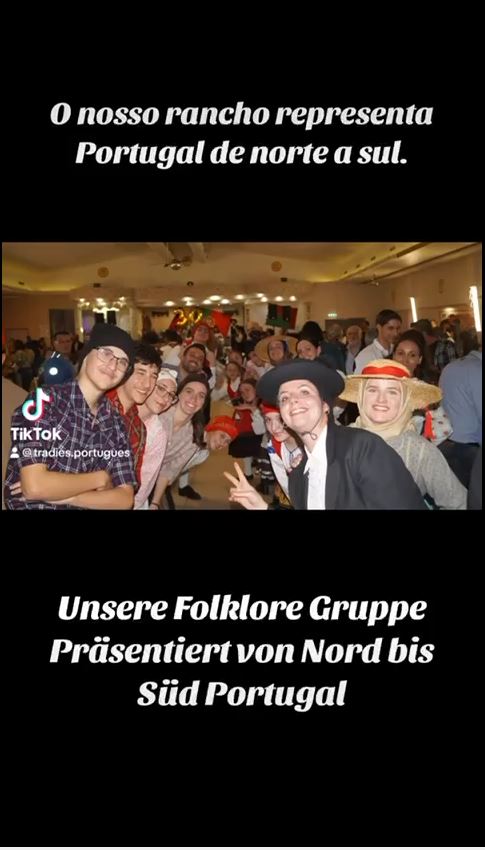 O nosso rancho representa
Portugal de norte a sul.
TikTok
@tradies.portugues
Unsere Folklore Gruppe
Präsentiert von Nord bis
Süd Portugal